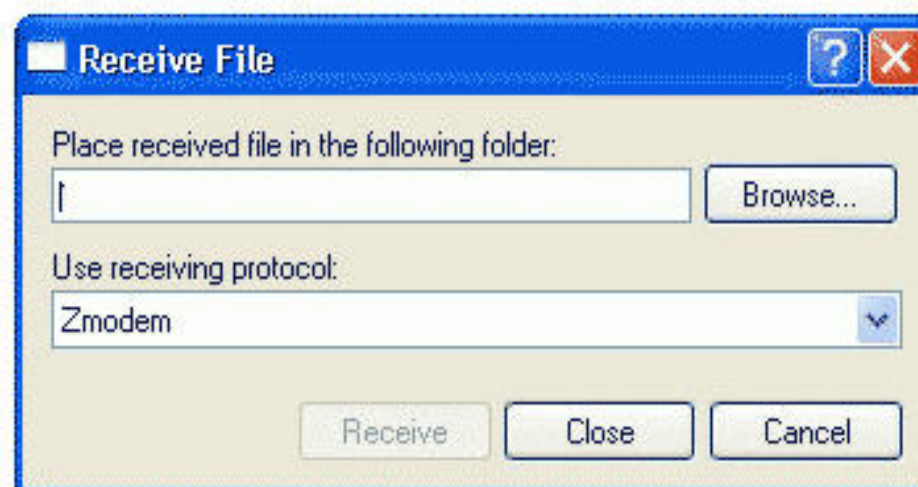 Receive File
Place received file in the following folder:
Browse...
Use receiving protocol:
Zmodem
Receive Close Cancel